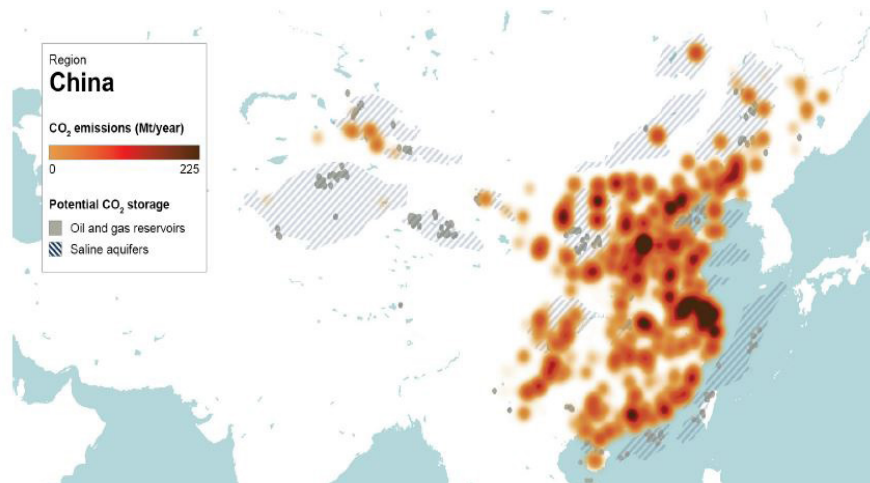 Region
China
CO₂ emissions (Mt/year)
0 225
Potential CO₂ storage
Oil and gas reservoirs
Saline aquifers